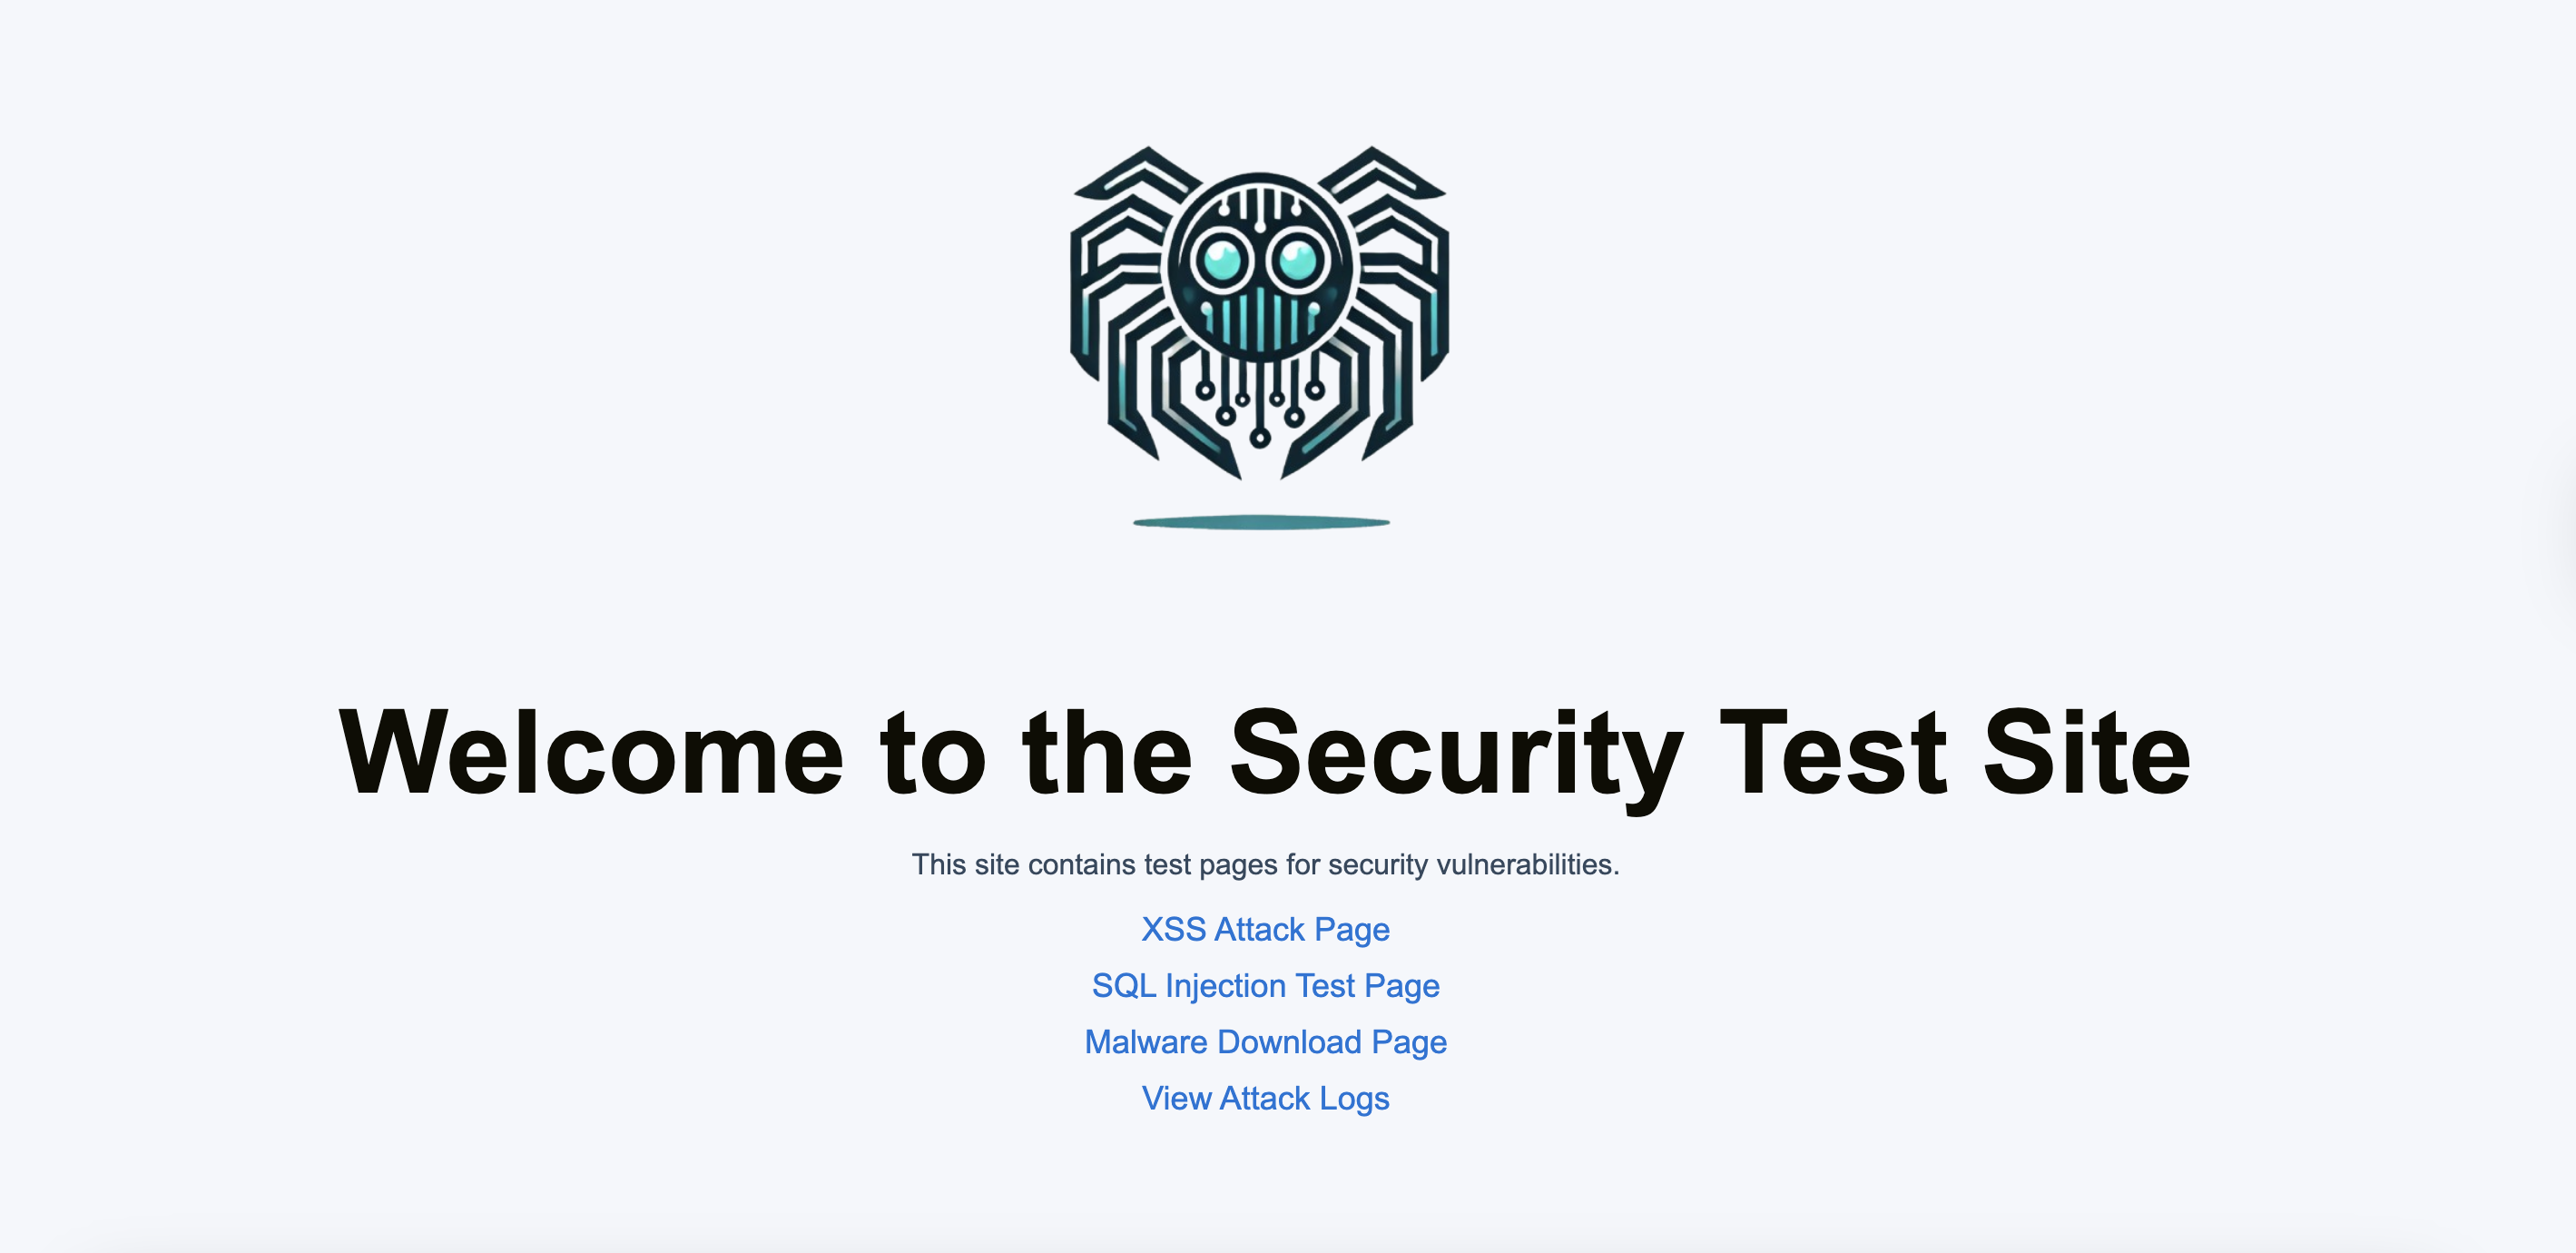 Welcome to the Security Test Site
This site contains test pages for security vulnerabilities.
XSS Attack Page
SQL Injection Test Page
Malware Download Page
View Attack Logs